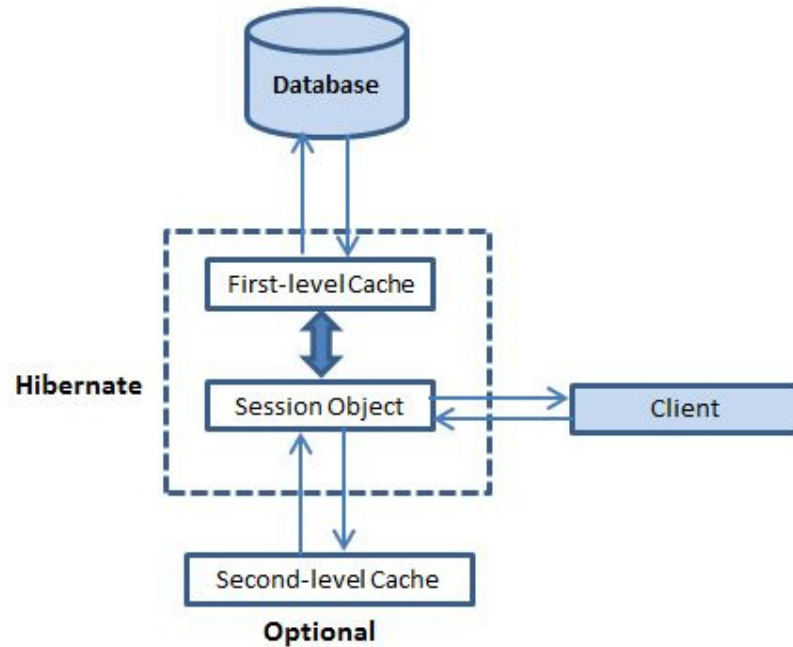 Database
First-level Cache
Hibernate
Session Object
Client
Second-level Cache
Optional